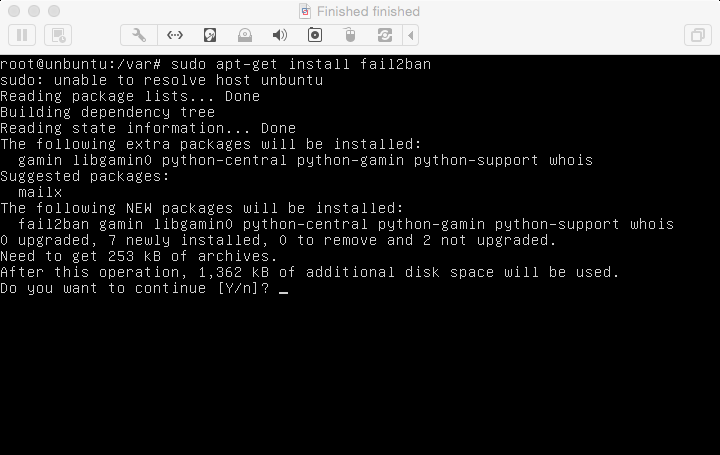 Finished finished
root@unbuntu:/var# sudo apt-get install fail2ban
sudo: unable to resolve host unbuntu
Reading package lists... Done
Building dependency tree
Reading state information... Done
The following extra packages will be installed:
  gamin libgamin0 python-central python-gamin python-support whois
Suggested packages:
  mailx
The following NEW packages will be installed:
  fail2ban gamin libgamin0 python-central python-gamin python-support whois
0 upgraded, 7 newly installed, 0 to remove and 2 not upgraded.
Need to get 253 kB of archives.
After this operation, 1,362 kB of additional disk space will be used.
Do you want to continue [Y/n]? _